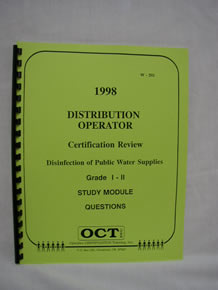 1998
DISTRIBUTION
OPERATOR
Certification Review
Disinfection of Public Water Supplies
Grade I - II
STUDY MODULE
QUESTIONS
OCT